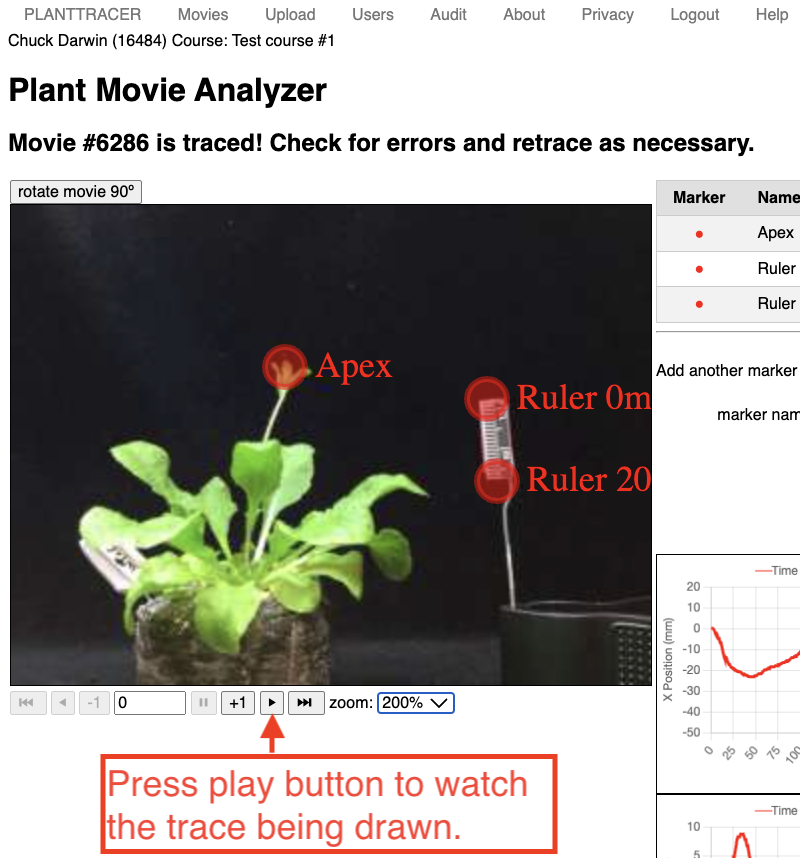 PLANTTRACER Movies Upload Users Audit About Privacy Logout Help
Chuck Darwin (16484) Course: Test course #1
Plant Movie Analyzer
Movie #6286 is traced! Check for errors and retrace as necessary.
rotate movie 90º
Marker Name
Apex
Ruler
Ruler
Apex
Ruler 0m
Ruler 20
Add another marker
marker nam
-1 0 +1 zoom: 200%
Press play button to watch
the trace being drawn.
Time
X Position (mm)
20
10
0
-10
-20
-30
-40
-50
0 25 50 75 100
Time
10
5